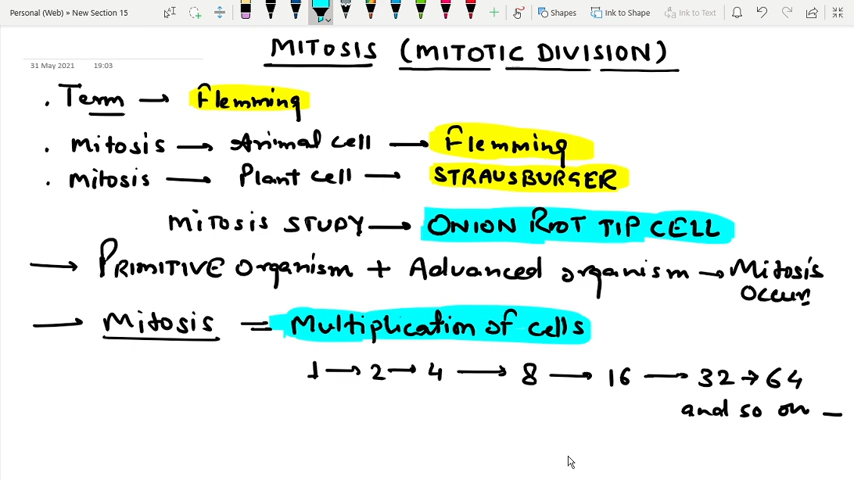 Personal (Web) » New Section 15
Shapes
Ink to Shape
Ink to Text
MITOSIS (MITOTIC DIVISION)
31 May 2021 19:03
. Term → Flemming
. Mitosis → Animal cell → Flemming
. Mitosis → Plant cell → STRAUSBURGER
MITOSIS STUDY → ONION ROOT TIP CELL
→ PRIMITIVE Organism + Advanced organism → Mitosis
occur
→ Mitosis = Multiplication of cells
1 → 2 → 4 → 8 → 16 → 32 → 64
and so on –